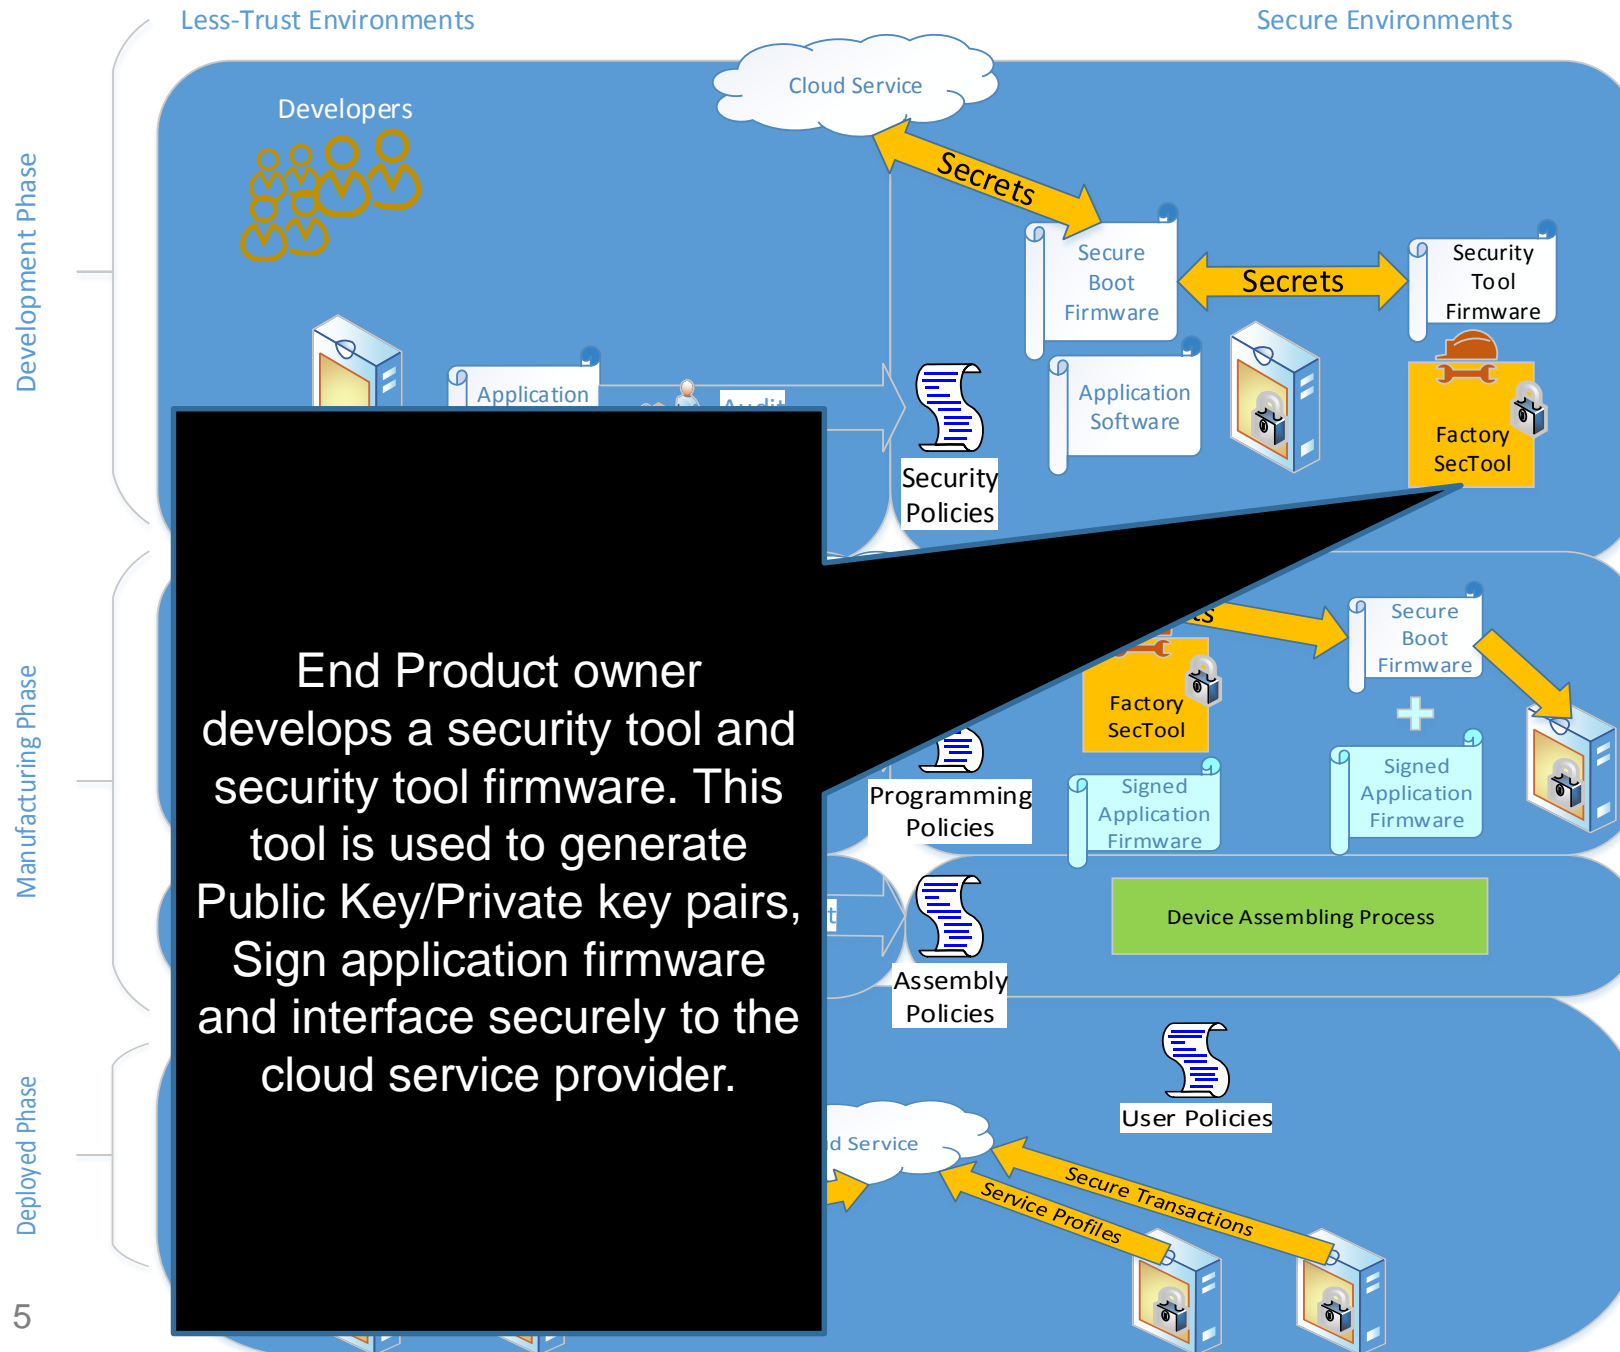 Less-Trust Environments
Secure Environments
Development Phase
Developers
Cloud Service
Secrets
Secure
Boot
Firmware
Secrets
Security
Tool
Firmware
Application
Audit
Security
Policies
Application
Software
Factory
SecTool
Manufacturing Phase
End Product owner
develops a security tool and
security tool firmware. This
tool is used to generate
Public Key/Private key pairs,
Sign application firmware
and interface securely to the
cloud service provider.
Factory
SecTool
Secure
Boot
Firmware
Programming
Policies
Signed
Application
Firmware
Signed
Application
Firmware
Assembly
Policies
Device Assembling Process
Deployed Phase
User Policies
Service
Service Profiles
Secure Transactions
5